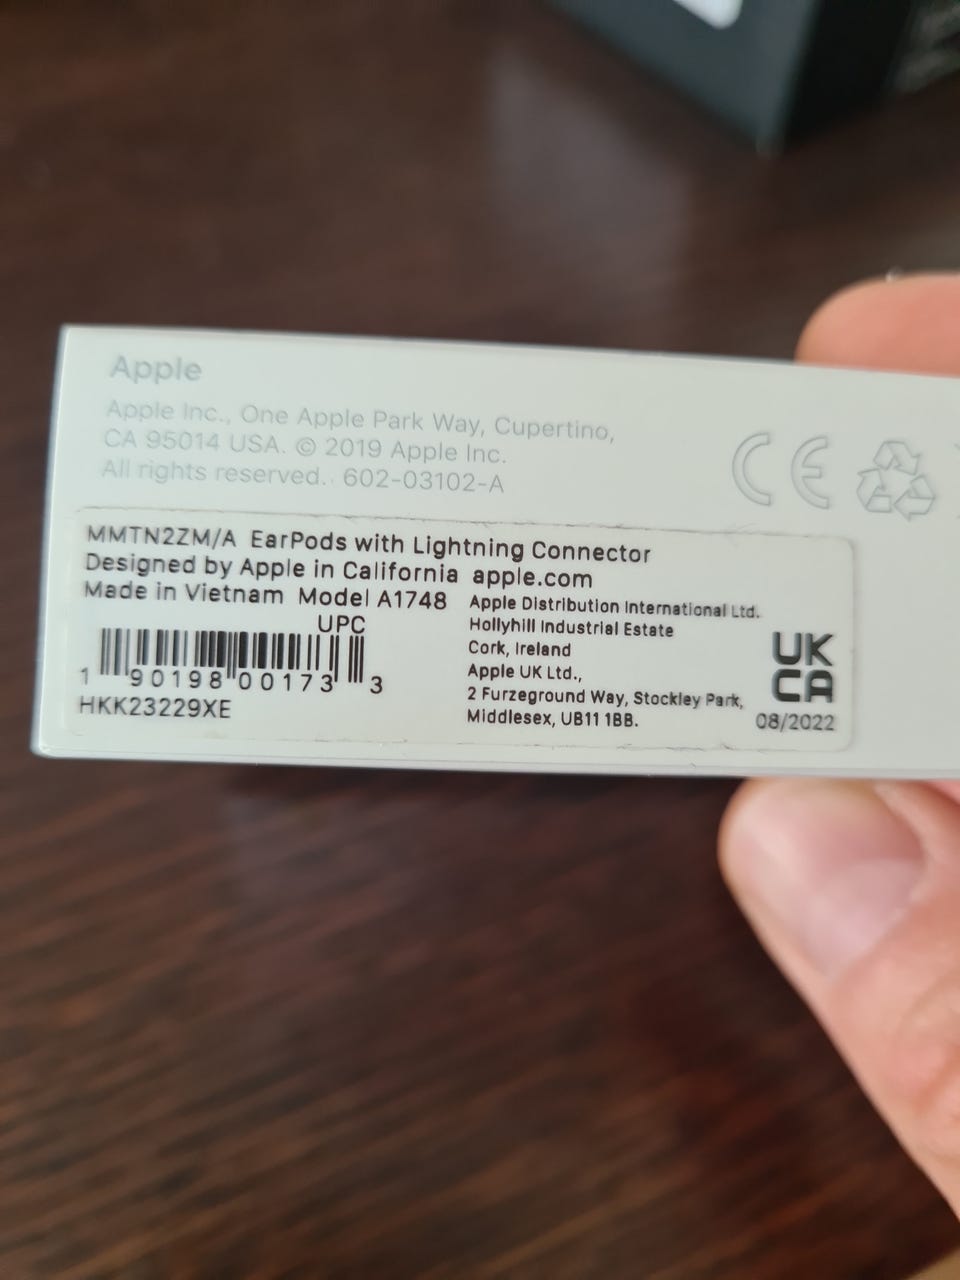 Apple
Apple Inc., One Apple Park Way, Cupertino,
CA 95014 USA. © 2019 Apple Inc.
All rights reserved. 602-03102-A
CE
MMTN2ZM/A EarPods with Lightning Connector
Designed by Apple in California apple.com
Made in Vietnam Model A1748
UPC
1 90198 00173 3
HKK23229XE
Apple Distribution International Ltd.
Hollyhill Industrial Estate
Cork, Ireland
Apple UK Ltd.,
2 Furzeground Way, Stockley Park,
Middlesex, UB11 1BB.
UK
CA
08/2022